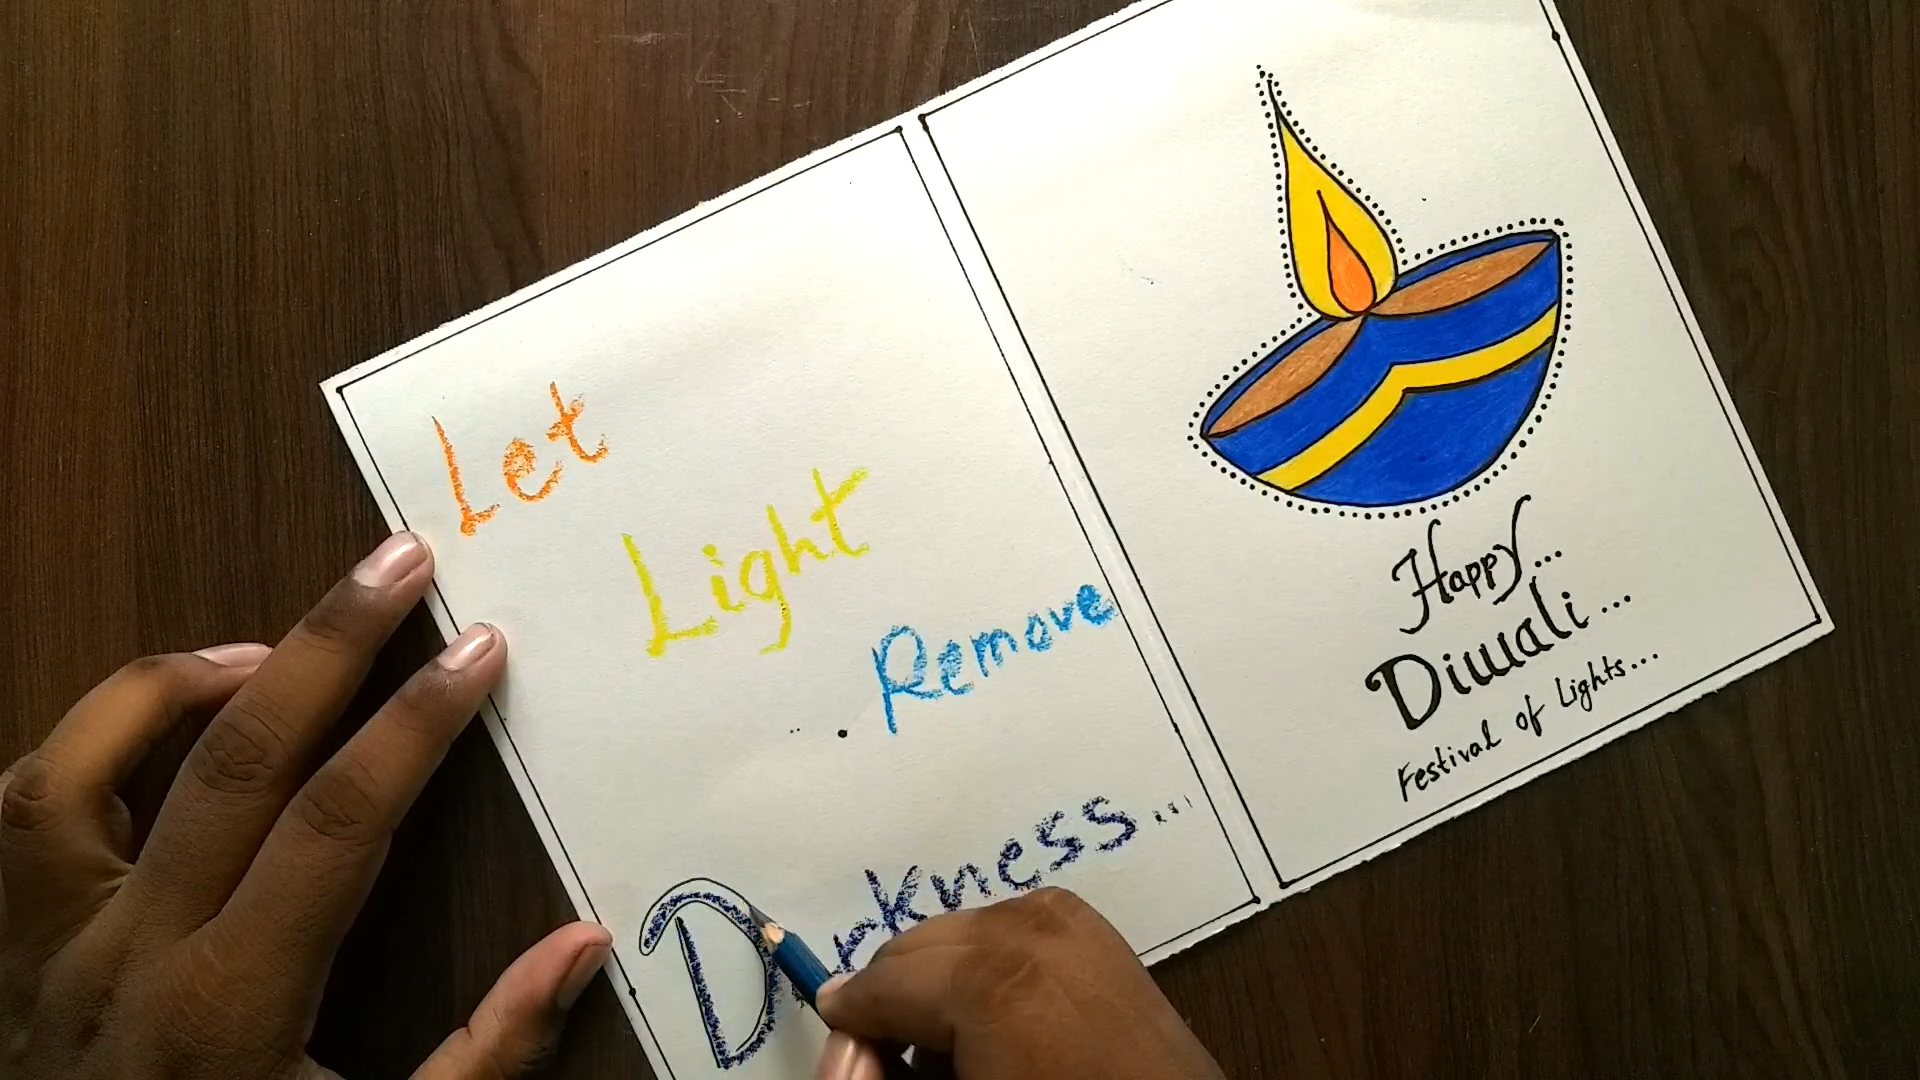 Let
Light
Remove
Darkness...
Happy...
Diwali...
Festival of Lights...